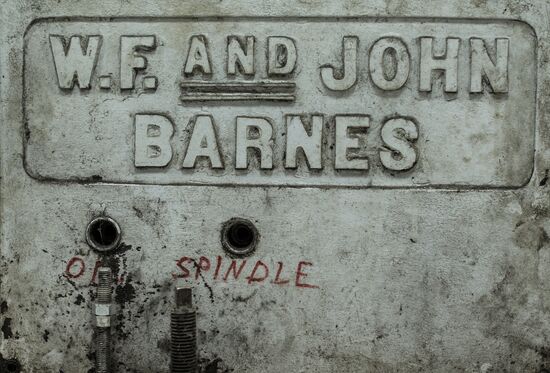 W.F. AND JOHN
BARNES
SPINDLE